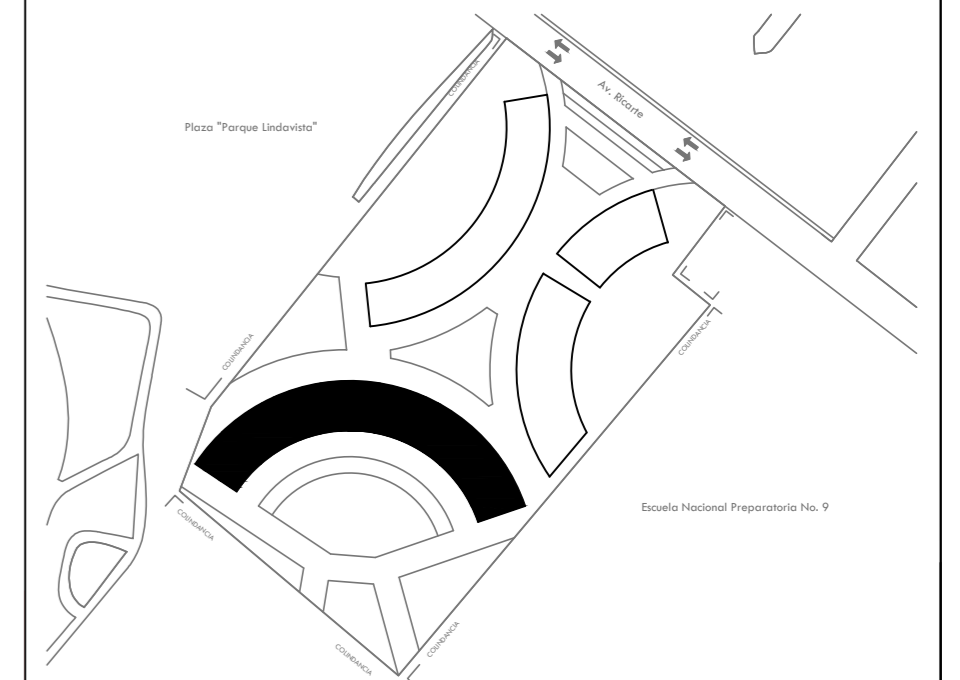 COLINDANCIA
Av. Ricarte
Plaza "Parque Lindavista"
COLINDANCIA
COLINDANCIA
Escuela Nacional Preparatoria No. 9
COLINDANCIA
COLINDANCIA
COLINDANCIA